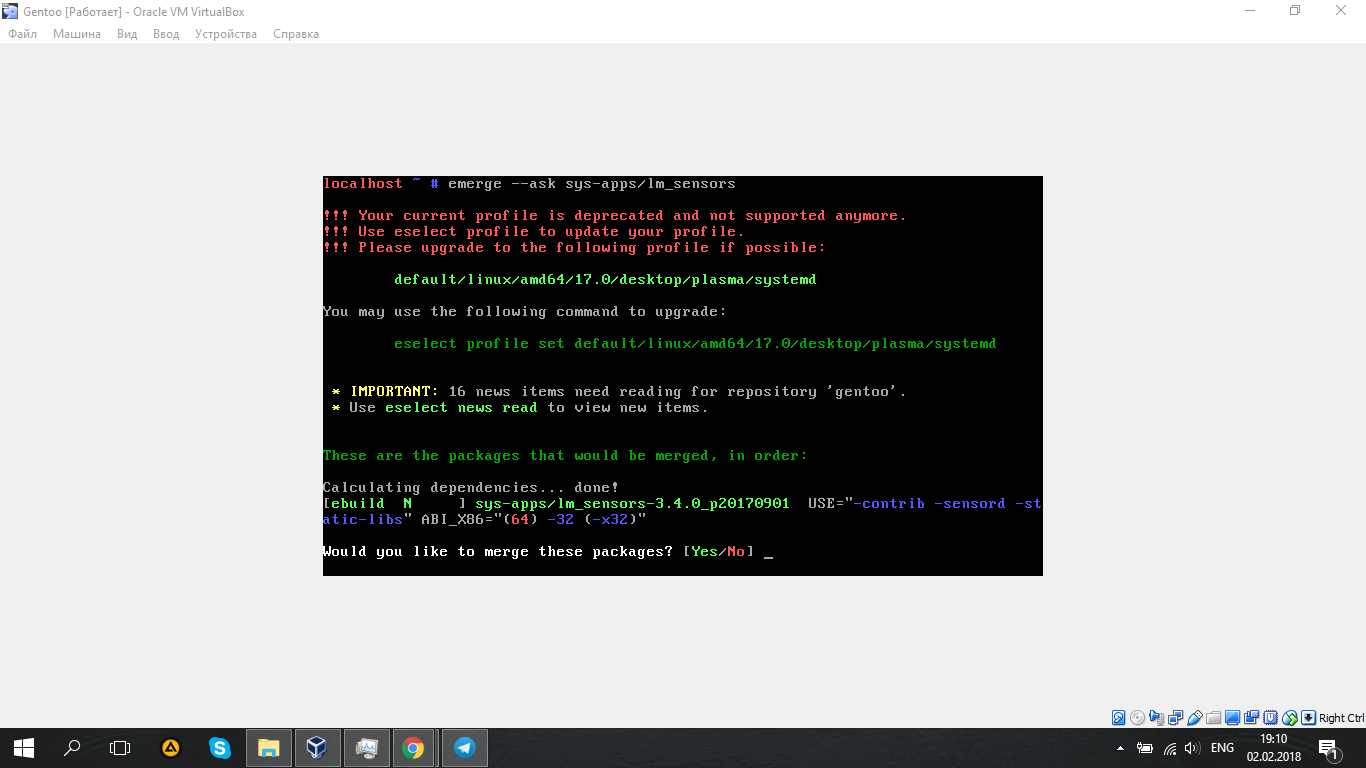 Gentoo [Работает] - Oracle VM VirtualBox
Файл Машина Вид Ввод Устройства Справка
localhost ~ # emerge --ask sys-apps/lm_sensors
!!! Your current profile is deprecated and not supported anymore.
!!! Use eselect profile to update your profile.
!!! Please upgrade to the following profile if possible:
default/linux/amd64/17.0/desktop/plasma/systemd
You may use the following command to upgrade:
eselect profile set default/linux/amd64/17.0/desktop/plasma/systemd
* IMPORTANT: 16 news items need reading for repository 'gentoo'.
* Use eselect news read to view new items.
These are the packages that would be merged, in order:
Calculating dependencies... done!
[ebuild  N     ] sys-apps/lm_sensors-3.4.0_p20170901  USE="-contrib -sensord -st
atic-libs" ABI_X86="(64) -32 (-x32)"
Would you like to merge these packages? [Yes/No] _
Right Ctrl
ENG
19:10
02.02.2018
1